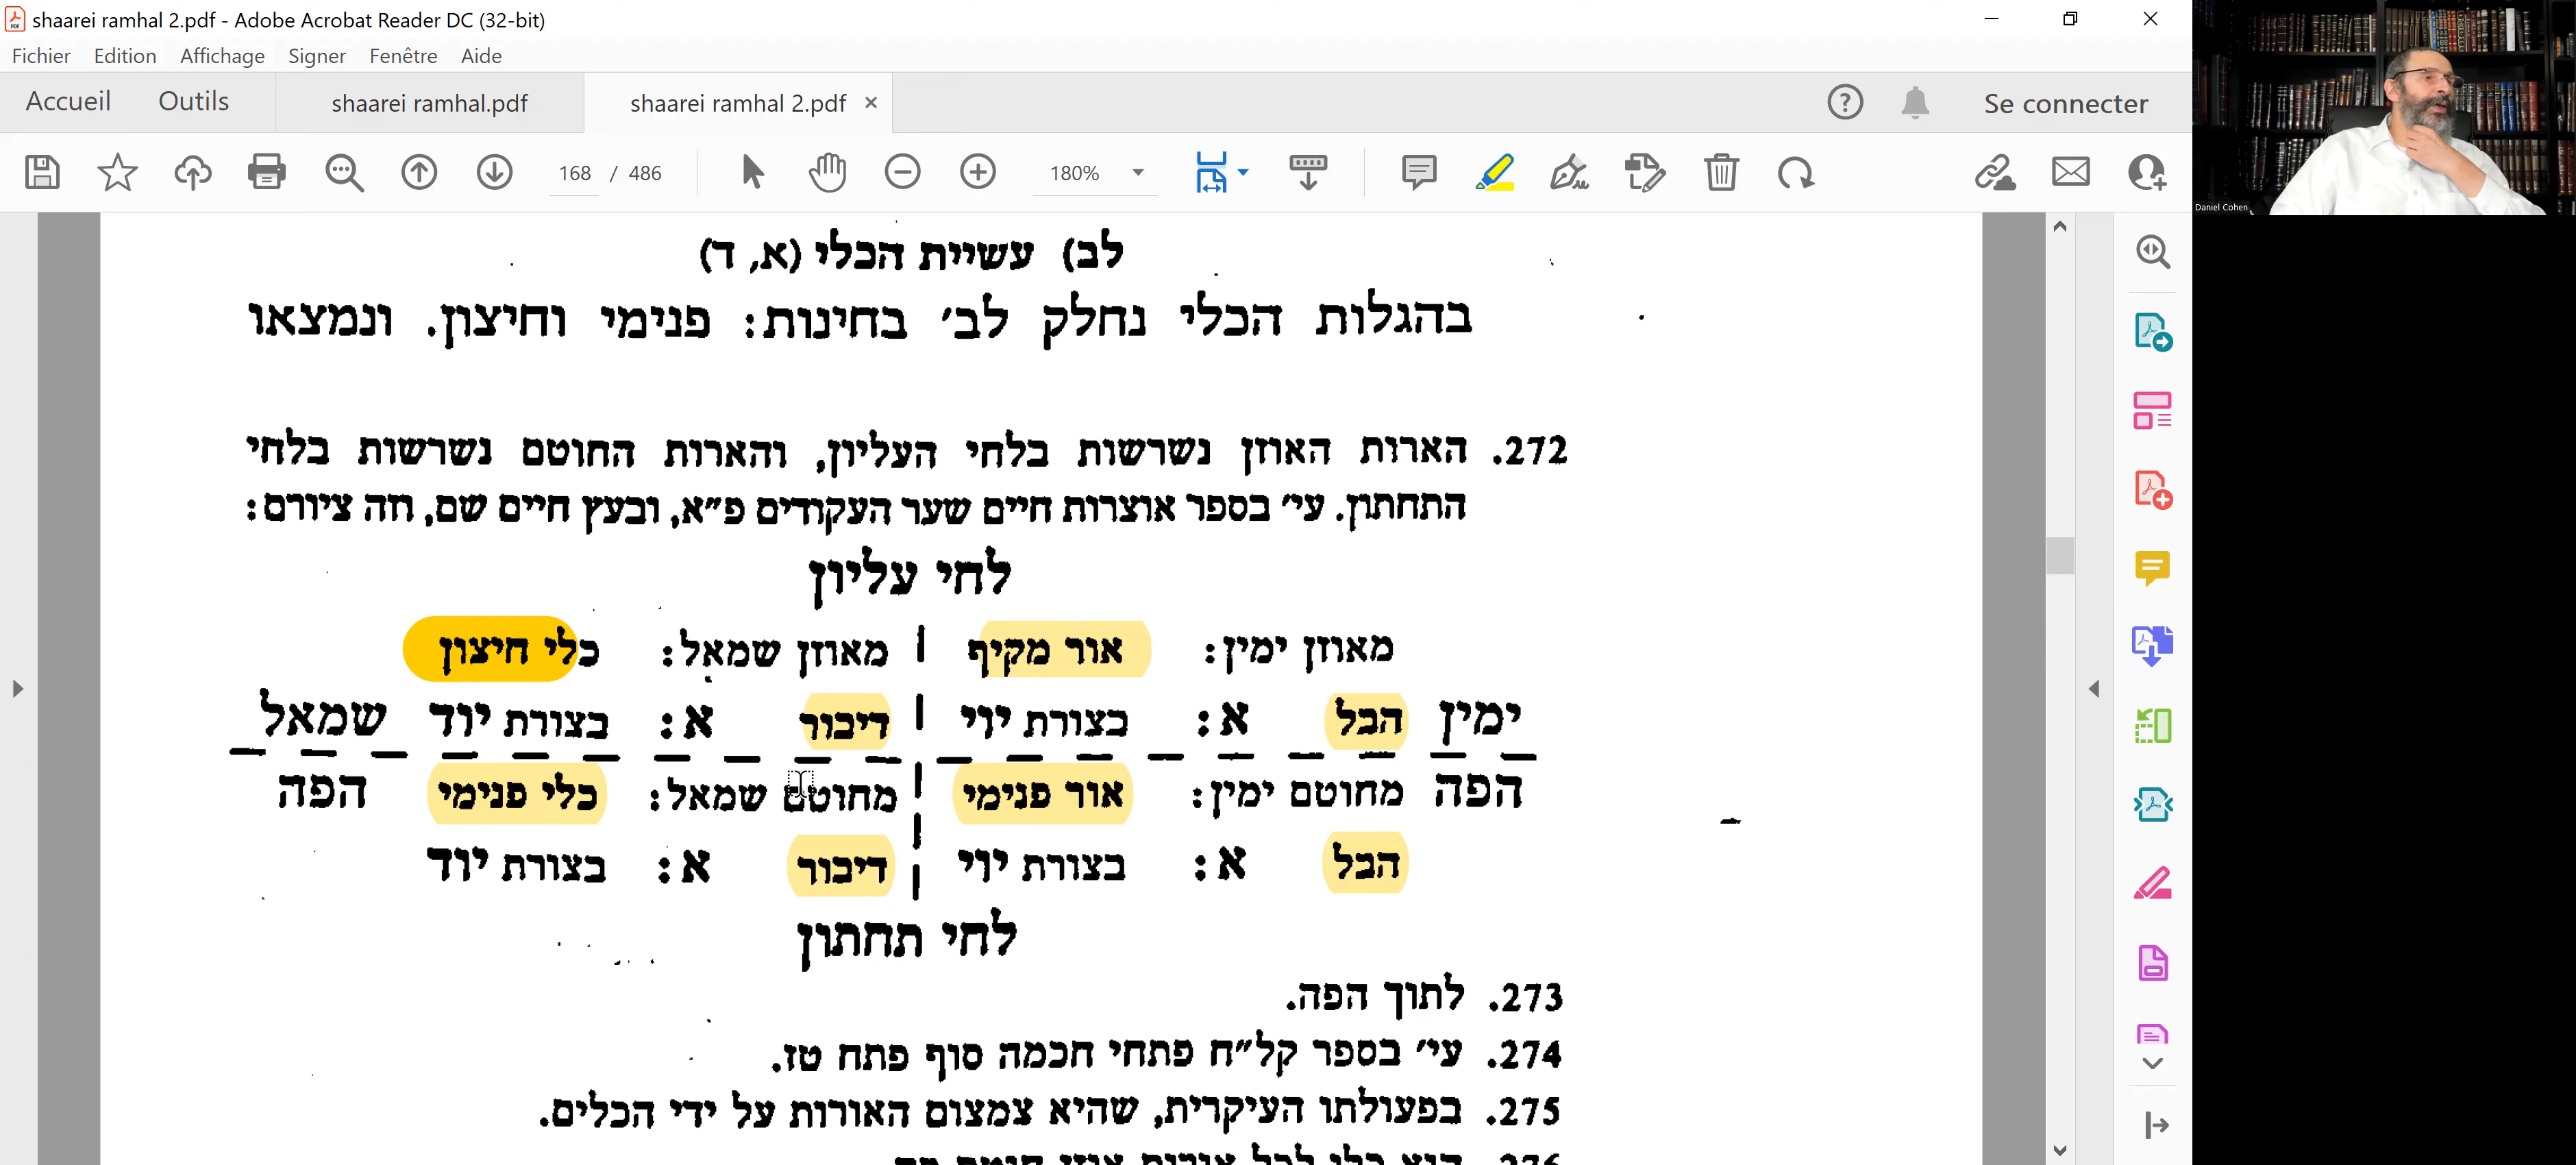 shaarei ramhal 2.pdf - Adobe Acrobat Reader DC (32-bit)
Fichier Edition Affichage Signer Fenêtre Aide
Accueil Outils shaarei ramhal.pdf shaarei ramhal 2.pdf Se connecter
168 / 486 180%
Daniel Cohen
לב) עשיית הכלי (א, ד)
בהגלות הכלי נחלק לב׳ בחינות: פנימי וחיצון. ונמצאו
272. הארות האוזן נשרשות בלחי העליון, והארות החוטם נשרשות בלחי
התחתון. עי׳ בספר אוצרות חיים שער העקודים פ״א, ובעץ חיים שם, וזה ציורם:
לחי עליון
מאוזן ימין: אור מקיף | מאוזן שמאל: כלי חיצון
ימין הבל א: בצורת יוי | דיבור א: בצורת יוד שמאל
הפה מחוטם ימין: אור פנימי | מחוטם שמאל: כלי פנימי הפה
הבל א: בצורת יוי | דיבור א: בצורת יוד
לחי תחתון
273. לתוך הפה.
274. עי׳ בספר קל״ח פתחי חכמה סוף פתח טז.
275. בפעולתו העיקרית, שהיא צמצום האורות על ידי הכלים.